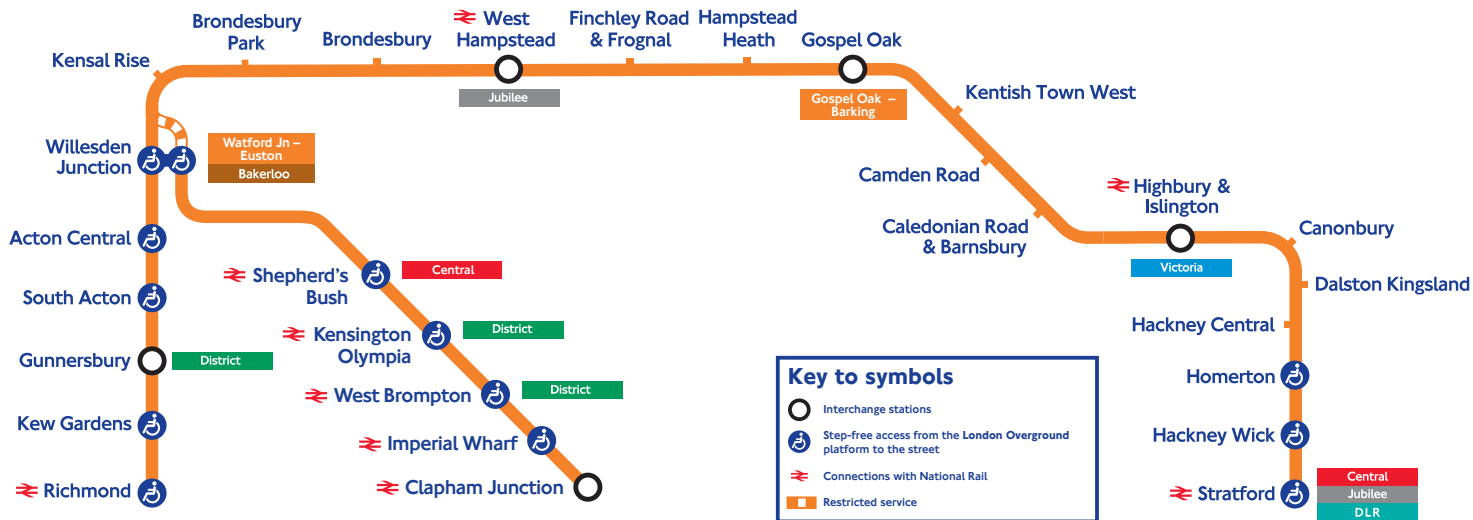 Brondesbury
Park
Kensal Rise
Brondesbury
West
Hampstead
Jubilee
Finchley Road
& Frognal
Hampstead
Heath
Gospel Oak
Gospel Oak –
Barking
Kentish Town West
Camden Road
Caledonian Road
& Barnsbury
Highbury &
Islington
Victoria
Canonbury
Dalston Kingsland
Hackney Central
Homerton
Hackney Wick
Stratford
Central
Jubilee
DLR
Willesden
Junction
Watford Jn –
Euston
Bakerloo
Acton Central
South Acton
Gunnersbury
District
Kew Gardens
Richmond
Shepherd's
Bush
Central
Kensington
Olympia
District
West Brompton
District
Imperial Wharf
Clapham Junction
Key to symbols
Interchange stations
Step-free access from the London Overground
platform to the street
Connections with National Rail
Restricted service